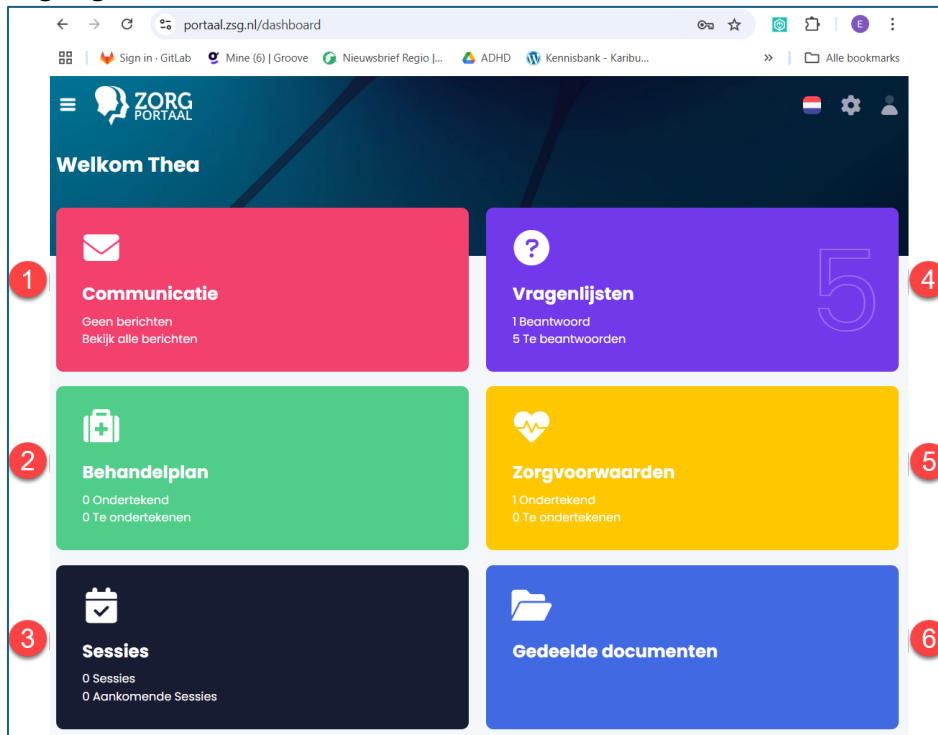 portaal.zsg.nl/dashboard
E
Sign in · GitLab
Mine (6) | Groove
Nieuwsbrief Regio |...
ADHD
Kennisbank - Karibu...
»
All bookmarks
ZORG
PORTAAL
Welkom Thea
1
Communicatie
Geen berichten
Bekijk alle berichten
4
?
Vragenlijsten
1 Beantwoord
5 Te beantwoorden
5
2
Behandelplan
0 Ondertekend
0 Te ondertekenen
5
Zorgvoorwaarden
1 Ondertekend
0 Te ondertekenen
3
Sessies
0 Sessies
0 Aankomende Sessies
6
Gedeelde documenten